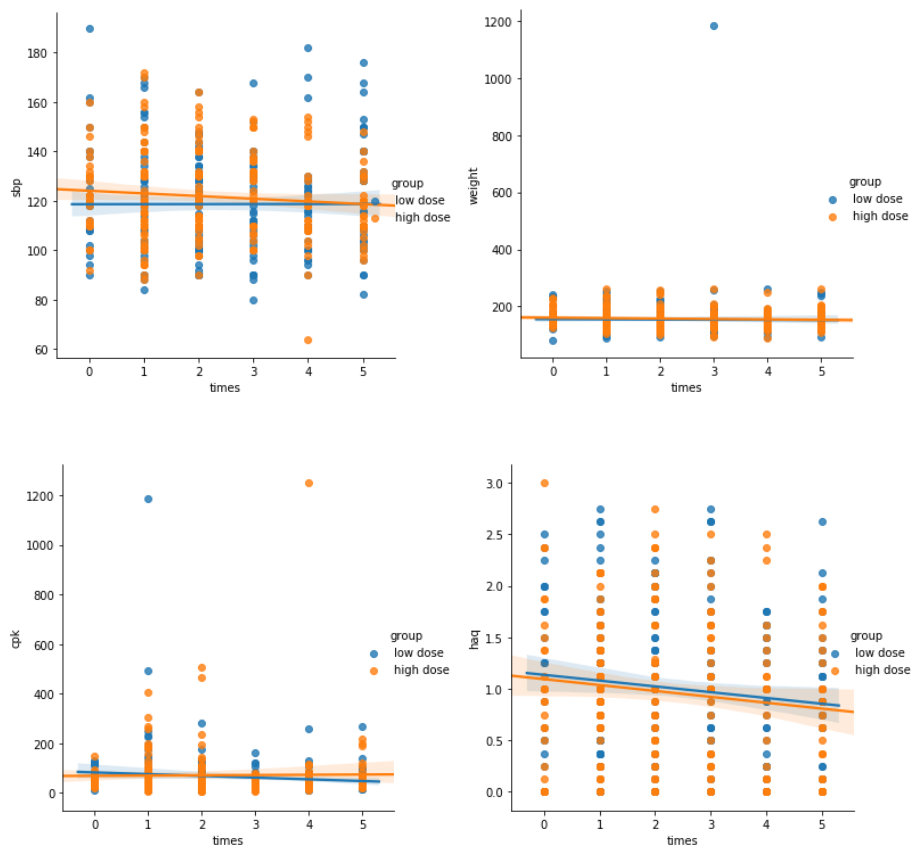 180
160
140
120
100
80
60
sbp
0 1 2 3 4 5
times
group
low dose
high dose
1200
1000
800
600
400
200
weight
0 1 2 3 4 5
times
group
low dose
high dose
1200
1000
800
600
400
200
0
cpk
0 1 2 3 4 5
times
group
low dose
high dose
3.0
2.5
2.0
1.5
1.0
0.5
0.0
haq
0 1 2 3 4 5
times
group
low dose
high dose